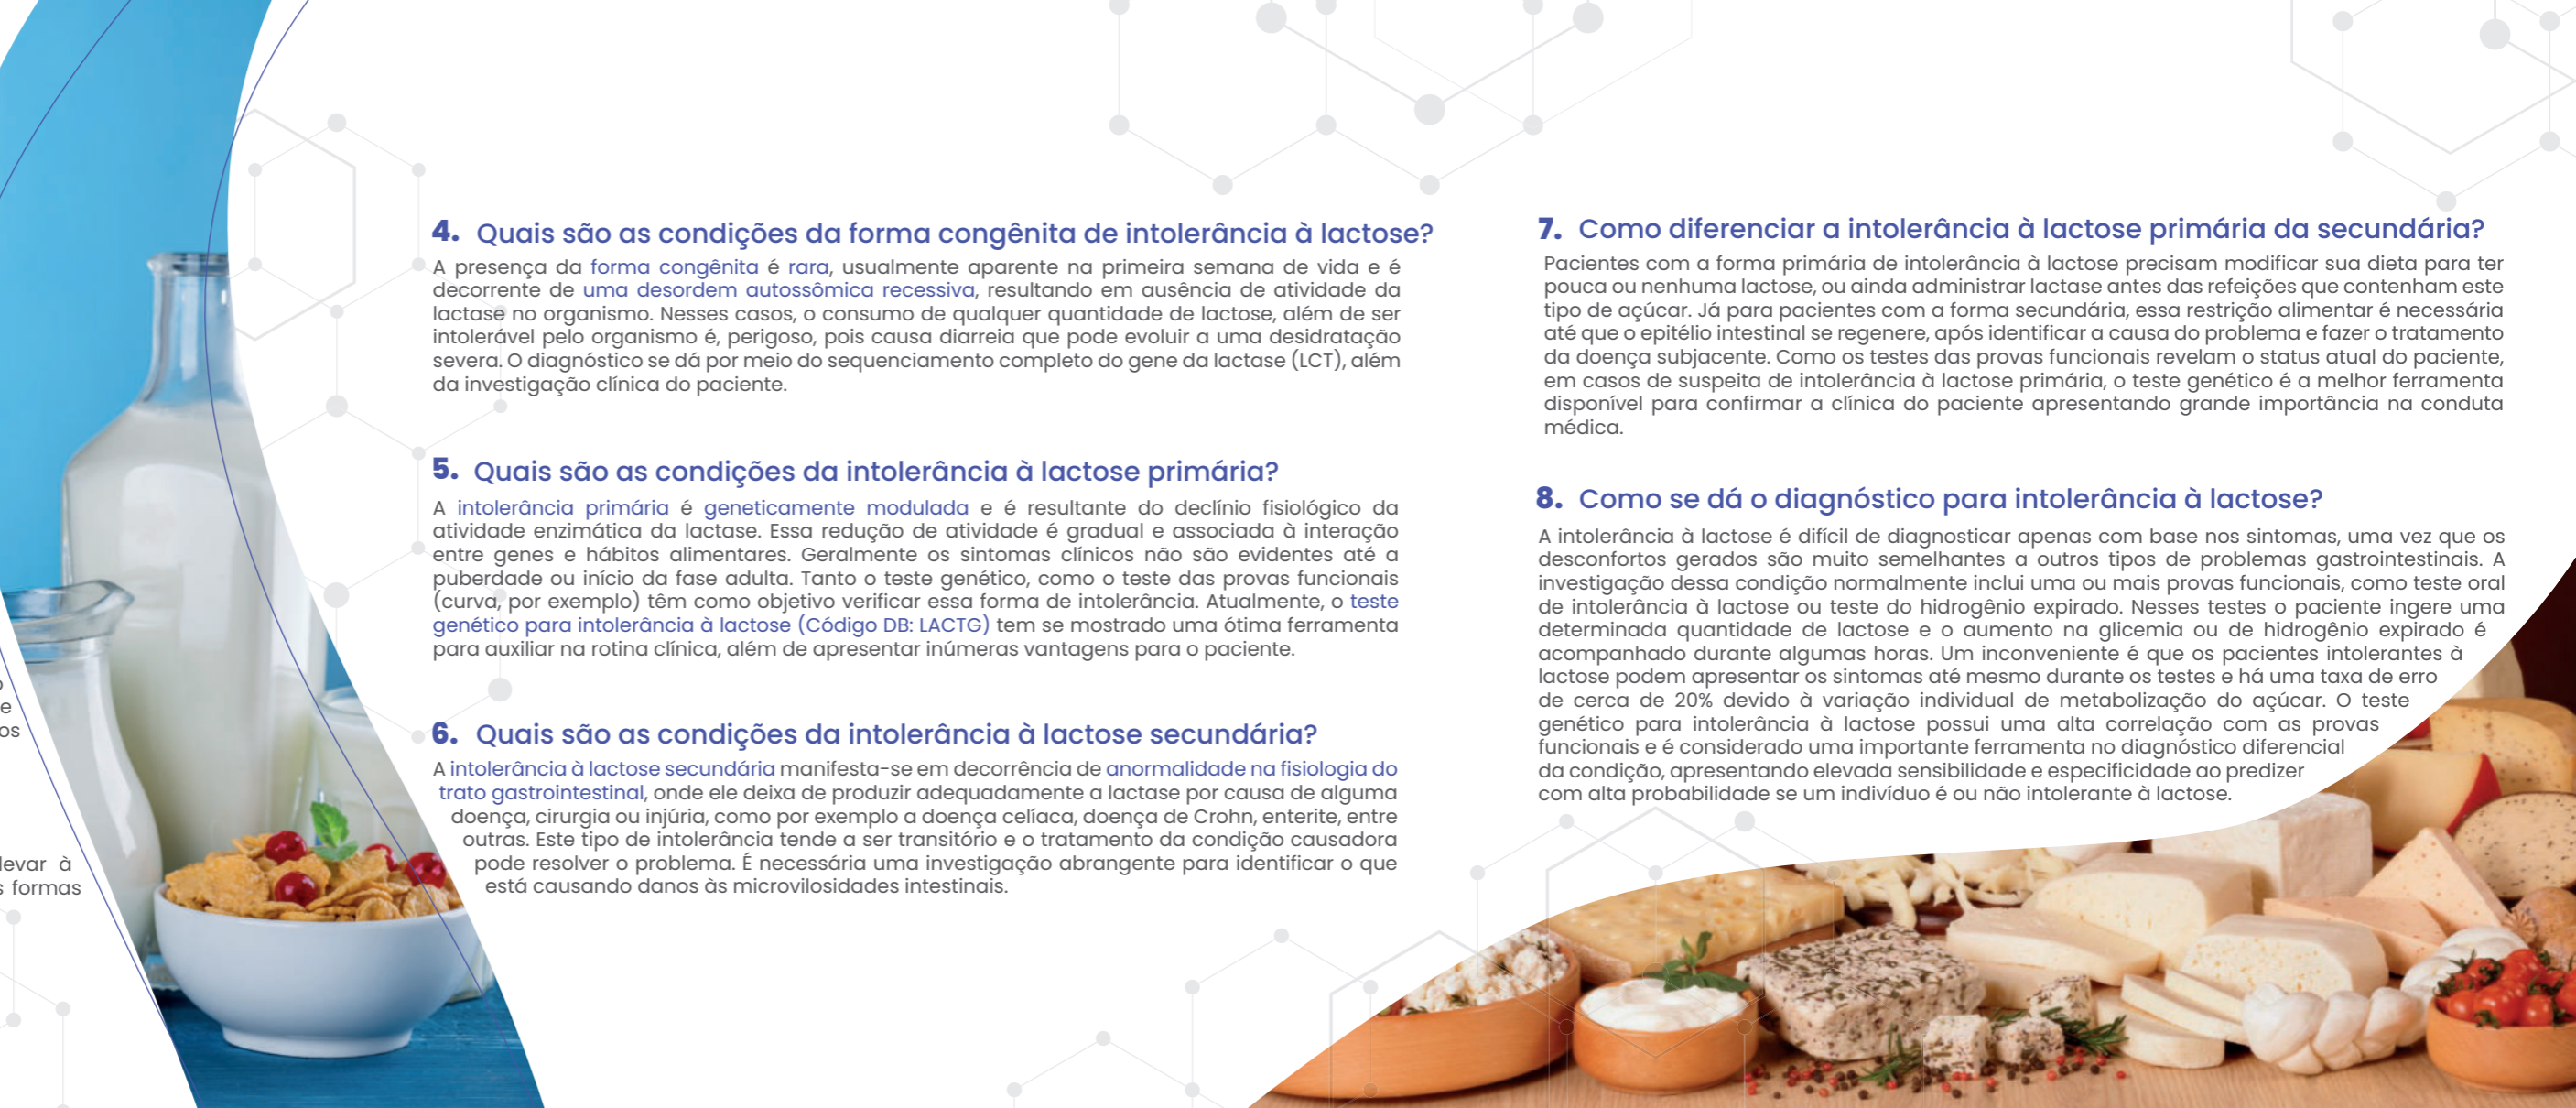 4. Quais são as condições da forma congênita de intolerância à lactose?
A presença da forma congênita é rara, usualmente aparente na primeira semana de vida e é
decorrente de uma desordem autossômica recessiva, resultando em ausência de atividade da
lactase no organismo. Nesses casos, o consumo de qualquer quantidade de lactose, além de ser
intolerável pelo organismo é, perigoso, pois causa diarreia que pode evoluir a uma desidratação
severa. O diagnóstico se dá por meio do sequenciamento completo do gene da lactase (LCT), além
da investigação clínica do paciente.
5. Quais são as condições da intolerância à lactose primária?
A intolerância primária é geneticamente modulada e é resultante do declínio fisiológico da
atividade enzimática da lactase. Essa redução de atividade é gradual e associada à interação
entre genes e hábitos alimentares. Geralmente os sintomas clínicos não são evidentes até a
puberdade ou início da fase adulta. Tanto o teste genético, como o teste das provas funcionais
(curva, por exemplo) têm como objetivo verificar essa forma de intolerância. Atualmente, o teste
genético para intolerância à lactose (Código DB: LACTG) tem se mostrado uma ótima ferramenta
para auxiliar na rotina clínica, além de apresentar inúmeras vantagens para o paciente.
6. Quais são as condições da intolerância à lactose secundária?
A intolerância à lactose secundária manifesta-se em decorrência de anormalidade na fisiologia do
trato gastrointestinal, onde ele deixa de produzir adequadamente a lactase por causa de alguma
doença, cirurgia ou injúria, como por exemplo a doença celíaca, doença de Crohn, enterite, entre
outras. Este tipo de intolerância tende a ser transitório e o tratamento da condição causadora
pode resolver o problema. É necessária uma investigação abrangente para identificar o que
está causando danos às microvilosidades intestinais.
7. Como diferenciar a intolerância à lactose primária da secundária?
Pacientes com a forma primária de intolerância à lactose precisam modificar sua dieta para ter
pouca ou nenhuma lactose, ou ainda administrar lactase antes das refeições que contenham este
tipo de açúcar. Já para pacientes com a forma secundária, essa restrição alimentar é necessária
até que o epitélio intestinal se regenere, após identificar a causa do problema e fazer o tratamento
da doença subjacente. Como os testes das provas funcionais revelam o status atual do paciente,
em casos de suspeita de intolerância à lactose primária, o teste genético é a melhor ferramenta
disponível para confirmar a clínica do paciente apresentando grande importância na conduta
médica.
8. Como se dá o diagnóstico para intolerância à lactose?
A intolerância à lactose é difícil de diagnosticar apenas com base nos sintomas, uma vez que os
desconfortos gerados são muito semelhantes a outros tipos de problemas gastrointestinais. A
investigação dessa condição normalmente inclui uma ou mais provas funcionais, como teste oral
de intolerância à lactose ou teste do hidrogênio expirado. Nesses testes o paciente ingere uma
determinada quantidade de lactose e o aumento na glicemia ou de hidrogênio expirado é
acompanhado durante algumas horas. Um inconveniente é que os pacientes intolerantes à
lactose podem apresentar os sintomas até mesmo durante os testes e há uma taxa de erro
de cerca de 20% devido à variação individual de metabolização do açúcar. O teste
genético para intolerância à lactose possui uma alta correlação com as provas
funcionais e é considerado uma importante ferramenta no diagnóstico diferencial
da condição, apresentando elevada sensibilidade e especificidade ao predizer
com alta probabilidade se um indivíduo é ou não intolerante à lactose.
e
os
levar à
formas